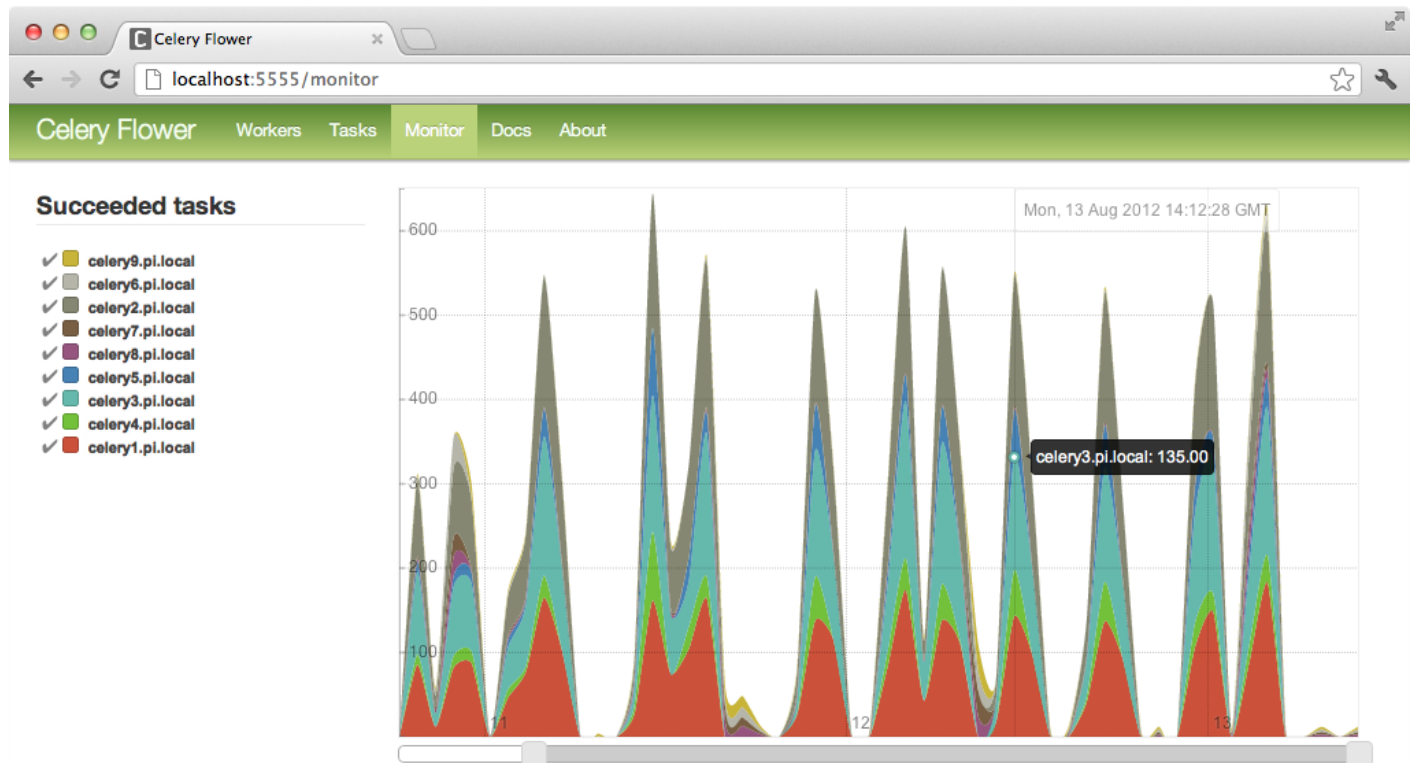 Celery Flower
localhost:5555/monitor
Celery Flower Workers Tasks Monitor Docs About
Succeeded tasks
celery9.pi.local
celery6.pi.local
celery2.pi.local
celery7.pi.local
celery8.pi.local
celery5.pi.local
celery3.pi.local
celery4.pi.local
celery1.pi.local
Mon, 13 Aug 2012 14:12:28 GMT
600
500
400
celery3.pi.local: 135.00
300
200
100
11 12 13